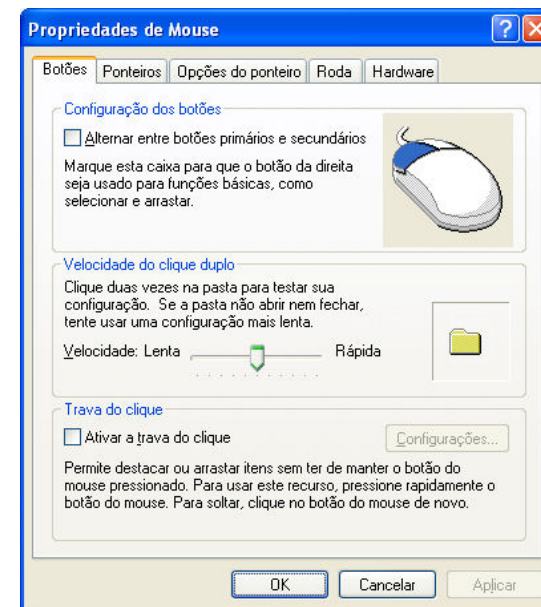 Propriedades de Mouse
Botões Ponteiros Opções do ponteiro Roda Hardware
Configuração dos botões
Alternar entre botões primários e secundários
Marque esta caixa para que o botão da direita
seja usado para funções básicas, como
selecionar e arrastar.
Velocidade do clique duplo
Clique duas vezes na pasta para testar sua
configuração. Se a pasta não abrir nem fechar,
tente usar uma configuração mais lenta.
Velocidade: Lenta Rápida
Trava do clique
Ativar a trava do clique Configurações...
Permite destacar ou arrastar itens sem ter de manter o botão do
mouse pressionado. Para usar este recurso, pressione rapidamente o
botão do mouse. Para soltar, clique no botão do mouse de novo.
OK Cancelar Aplicar